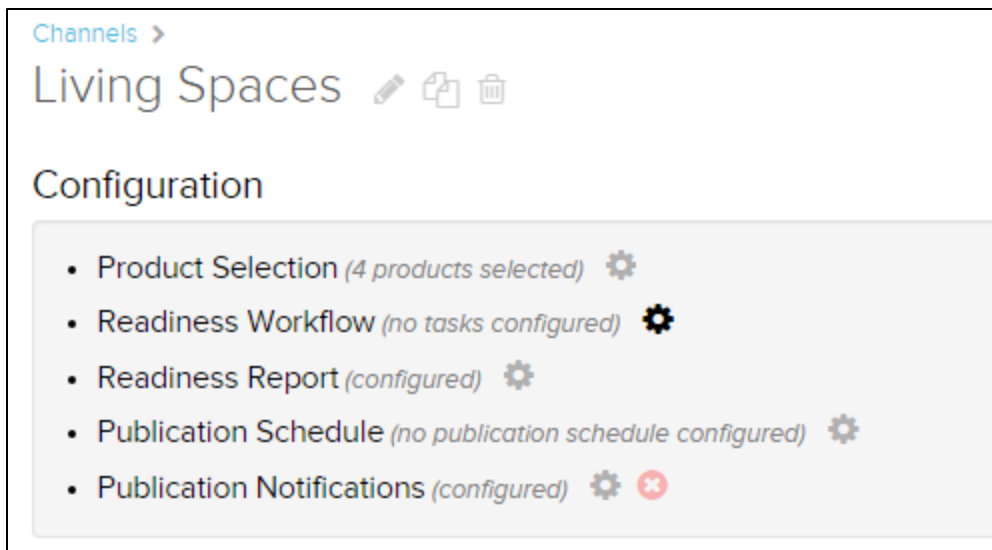 Channels >
Living Spaces
Configuration
• Product Selection (4 products selected)
• Readiness Workflow (no tasks configured)
• Readiness Report (configured)
• Publication Schedule (no publication schedule configured)
• Publication Notifications (configured)